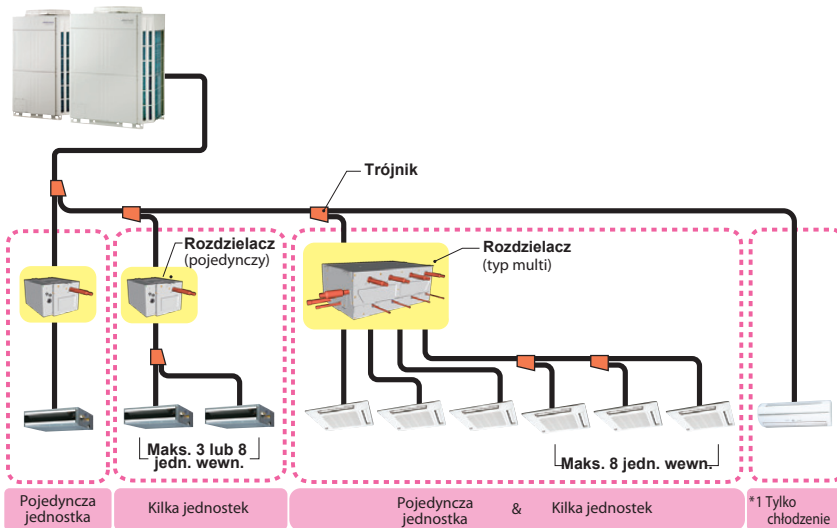 Trójnik
Rozdzielacz
(pojedynczy)
Rozdzielacz
(typ multi)
Maks. 3 lub 8
jedn. wewn.
Maks. 8 jedn. wewn.
Pojedyncza
jednostka
Kilka jednostek
Pojedyncza
jednostka
&
Kilka jednostek
*1 Tylko
chłodzenie